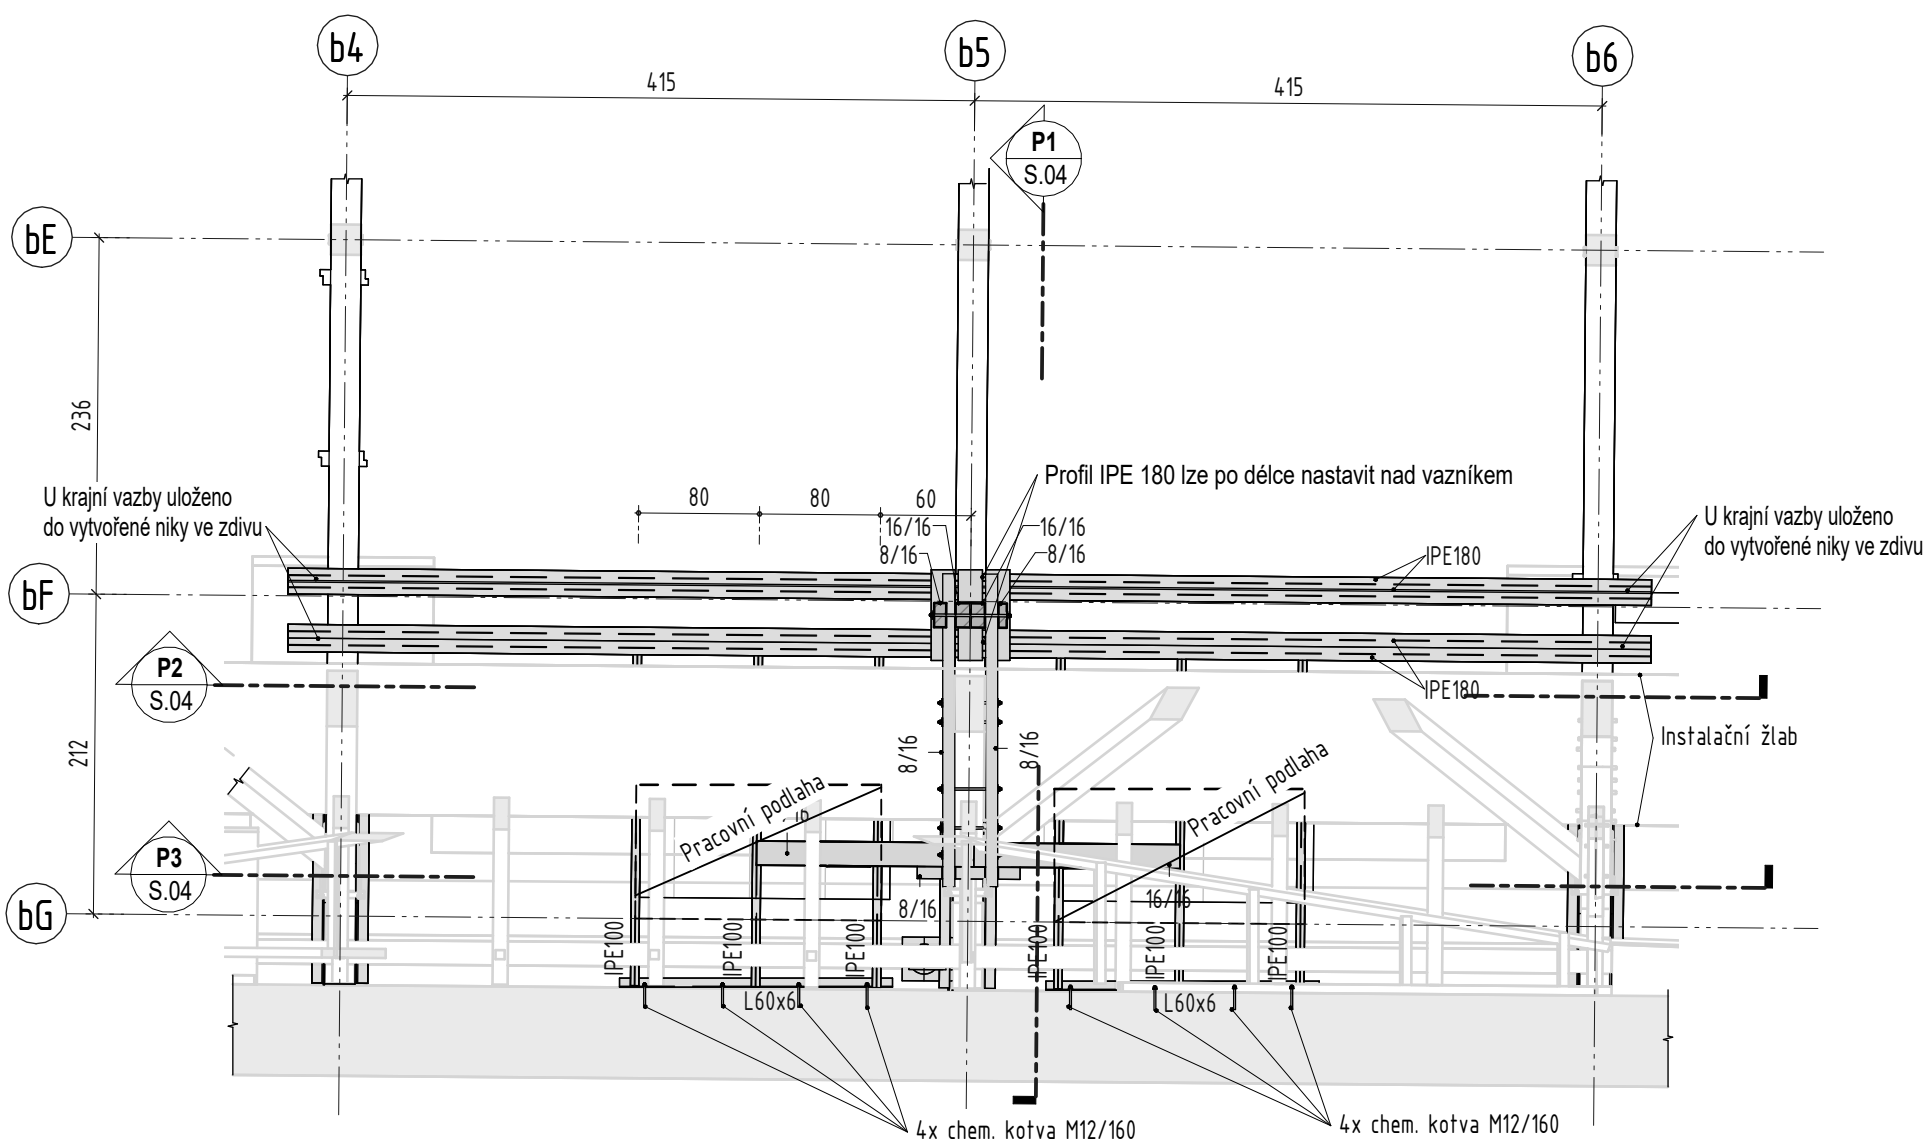 b4
b5
b6
415
415
P1
S.04
bE
236
Profil IPE 180 lze po délce nastavit nad vazníkem
U krajní vazby uloženo
do vytvořené niky ve zdivu
80
80
60
16/16
16/16
8/16
8/16
U krajní vazby uloženo
do vytvořené niky ve zdivu
IPE180
bF
P2
S.04
IPE180
212
8/16
8/16
Instalační žlab
Pracovní podlaha
Pracovní podlaha
P3
S.04
16/16
8/16
bG
IPE100
IPE100
IPE100
IPE100
IPE100
IPE100
L60x6
L60x6
4x chem. kotva M12/160
4x chem. kotva M12/160